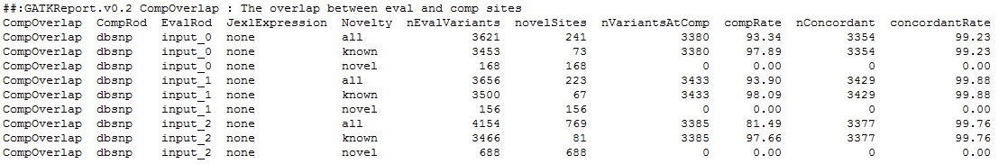 ##:GATKReport.v0.2 CompOverlap : The overlap between eval and comp sites
CompOverlap CompRod EvalRod JexlExpression Novelty nEvalVariants novelSites nVariantsAtComp compRate nConcordant concordantRate
CompOverlap dbsnp input_0 none all 3621 241 3380 93.34 3354 99.23
CompOverlap dbsnp input_0 none known 3453 73 3380 97.89 3354 99.23
CompOverlap dbsnp input_0 none novel 168 168 0 0.00 0 0.00
CompOverlap dbsnp input_1 none all 3656 223 3433 93.90 3429 99.88
CompOverlap dbsnp input_1 none known 3500 67 3433 98.09 3429 99.88
CompOverlap dbsnp input_1 none novel 156 156 0 0.00 0 0.00
CompOverlap dbsnp input_2 none all 4154 769 3385 81.49 3377 99.76
CompOverlap dbsnp input_2 none known 3466 81 3385 97.66 3377 99.76
CompOverlap dbsnp input_2 none novel 688 688 0 0.00 0 0.00